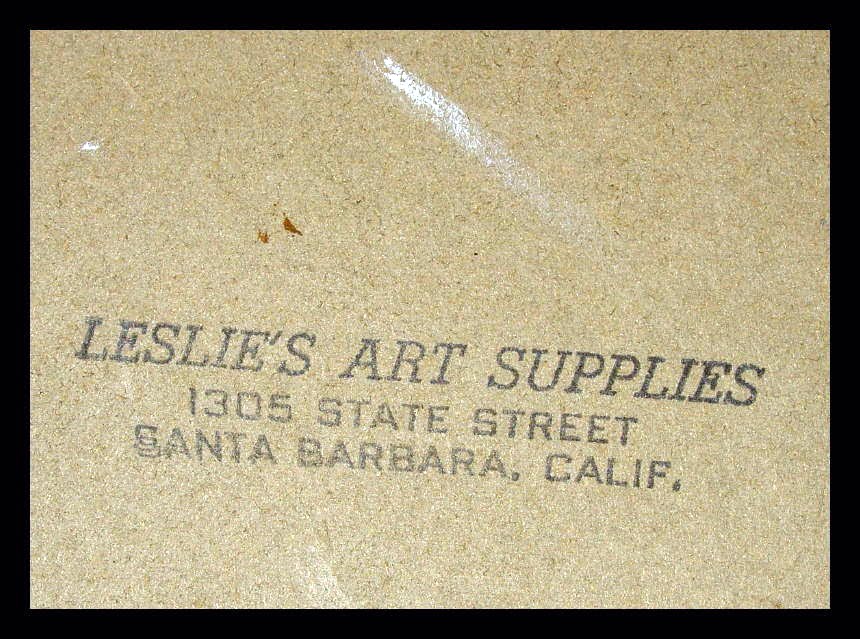 LESLIE'S ART SUPPLIES
1305 STATE STREET
SANTA BARBARA, CALIF.